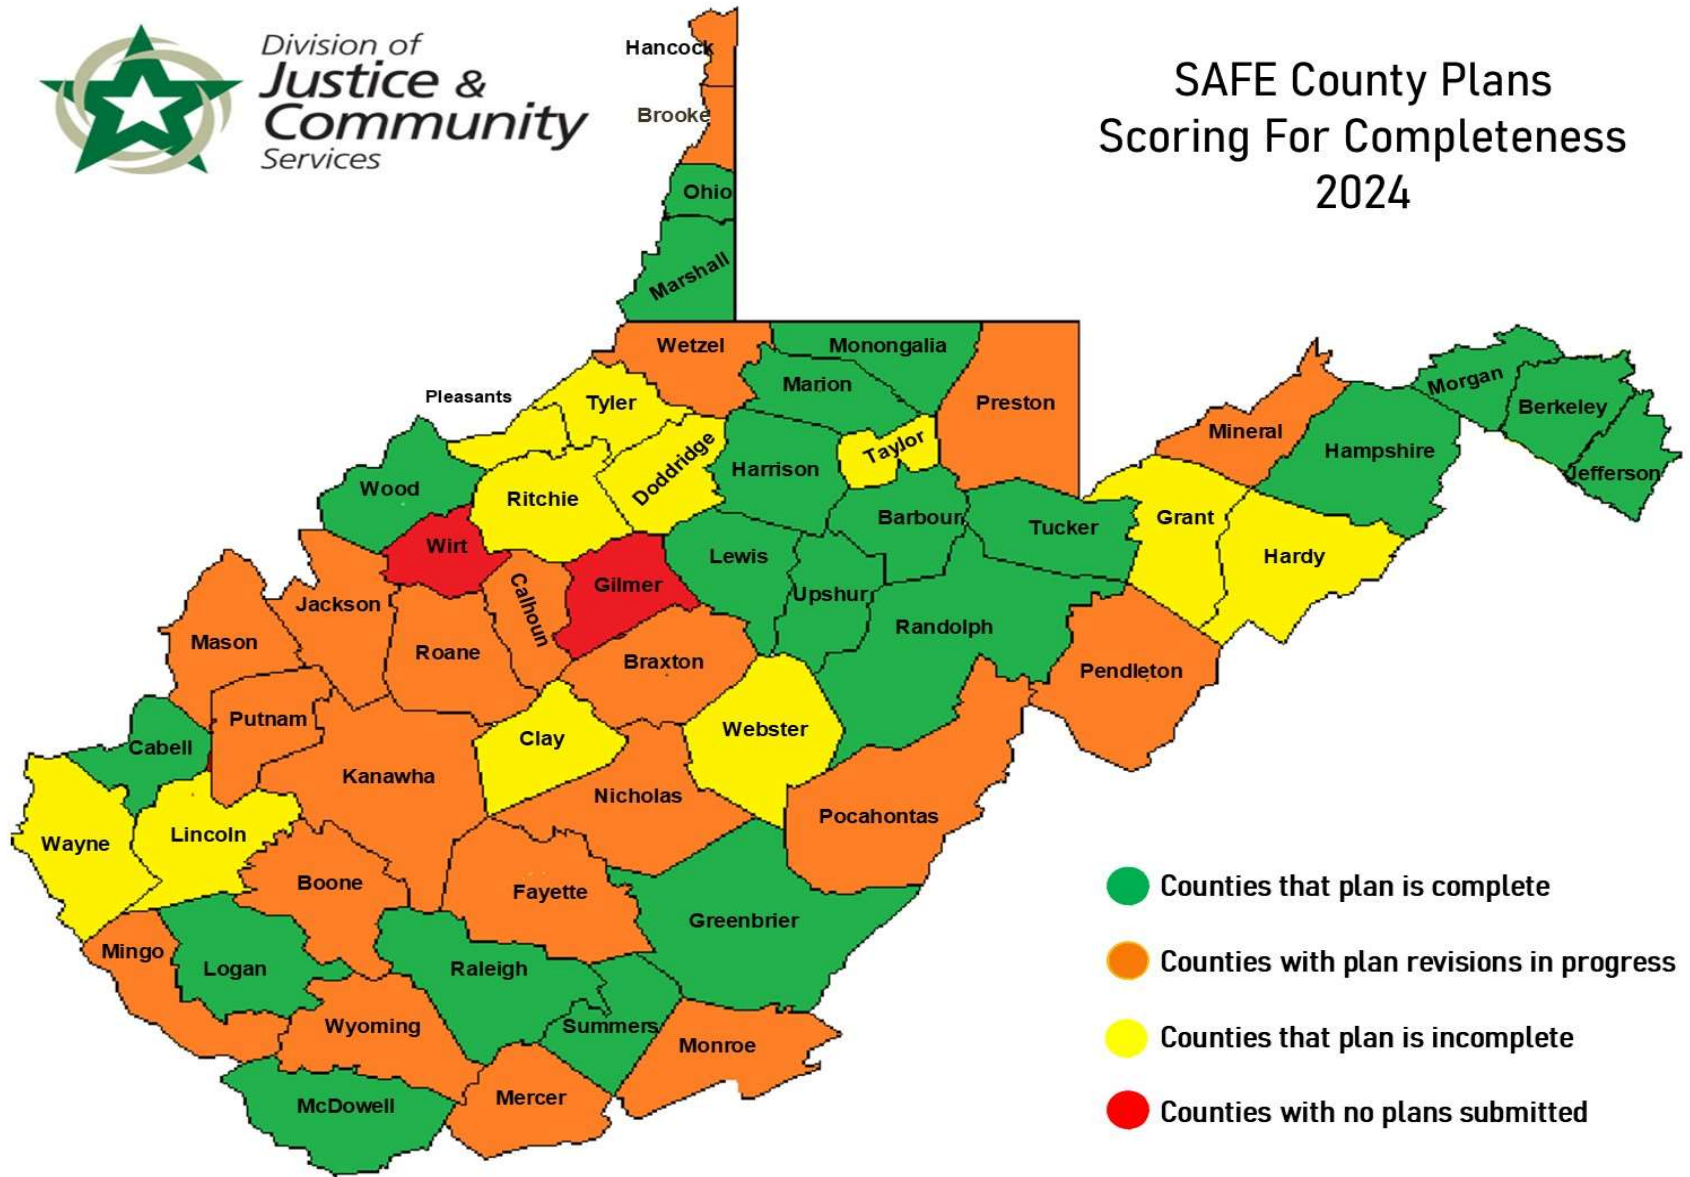 Division of
Justice &
Community
Services
SAFE County Plans
Scoring For Completeness
2024
Hancock
Brooke
Ohio
Marshall
Wetzel
Monongalia
Marion
Preston
Tyler
Pleasants
Taylor
Doddridge
Harrison
Wood
Ritchie
Mineral
Morgan
Berkeley
Hampshire
Jefferson
Barbour
Tucker
Grant
Hardy
Wirt
Gilmer
Lewis
Upshur
Calhoun
Jackson
Randolph
Mason
Roane
Braxton
Pendleton
Putnam
Cabell
Clay
Webster
Kanawha
Nicholas
Pocahontas
Wayne
Lincoln
Boone
Fayette
Greenbrier
Mingo
Logan
Raleigh
Wyoming
Summers
Monroe
McDowell
Mercer
Counties that plan is complete
Counties with plan revisions in progress
Counties that plan is incomplete
Counties with no plans submitted